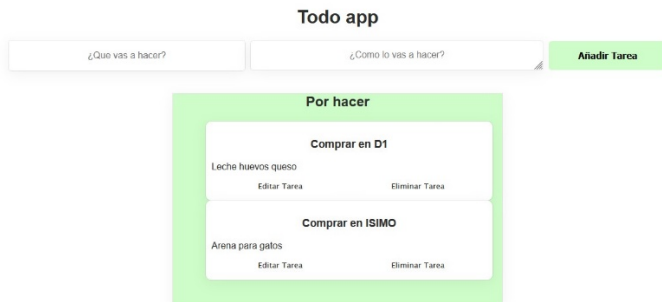 Todo app
¿Que vas a hacer?
¿Como lo vas a hacer?
Añadir Tarea
Por hacer
Comprar en D1
Leche huevos queso
Editar Tarea
Eliminar Tarea
Comprar en ISIMO
Arena para gatos
Editar Tarea
Eliminar Tarea